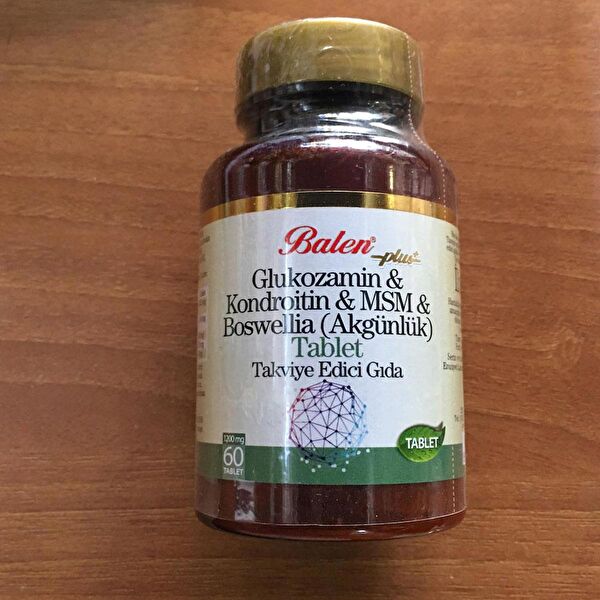 Balen®
plus+
Glukozamin &
Kondroitin & MSM &
Boswellia (Akgünlük)
Tablet
Takviye Edici Gıda
1200 mg
60
TABLET
TABLET